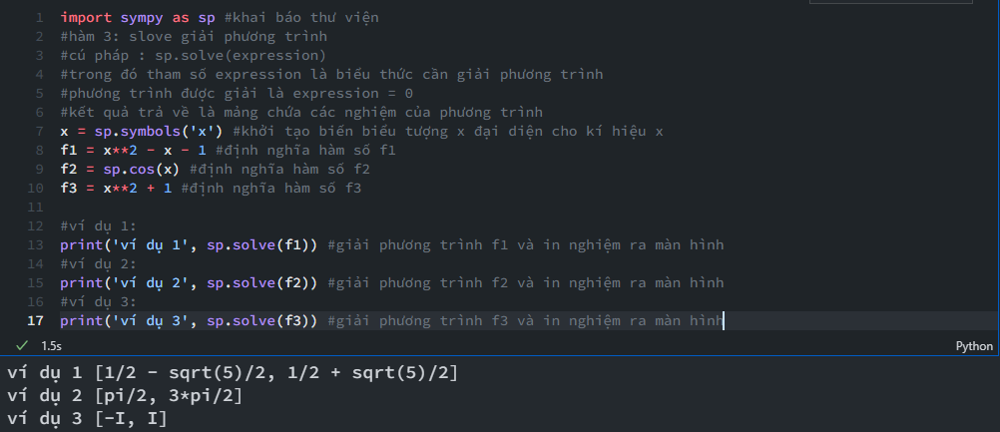 1 import sympy as sp #khai báo thư viện
2 #hàm 3: slove giải phương trình
3 #cú pháp : sp.solve(expression)
4 #trong đó tham số expression là biểu thức cần giải phương trình
5 #phương trình được giải là expression = 0
6 #kết quả trả về là mảng chứa các nghiệm của phương trình
7 x = sp.symbols('x') #khởi tạo biến biểu tượng x đại diện cho kí hiệu x
8 f1 = x**2 - x - 1 #định nghĩa hàm số f1
9 f2 = sp.cos(x) #định nghĩa hàm số f2
10 f3 = x**2 + 1 #định nghĩa hàm số f3
11
12 #ví dụ 1:
13 print('ví dụ 1', sp.solve(f1)) #giải phương trình f1 và in nghiệm ra màn hình
14 #ví dụ 2:
15 print('ví dụ 2', sp.solve(f2)) #giải phương trình f2 và in nghiệm ra màn hình
16 #ví dụ 3:
17 print('ví dụ 3', sp.solve(f3)) #giải phương trình f3 và in nghiệm ra màn hình
1.5s Python
ví dụ 1 [1/2 - sqrt(5)/2, 1/2 + sqrt(5)/2]
ví dụ 2 [pi/2, 3*pi/2]
ví dụ 3 [-I, I]